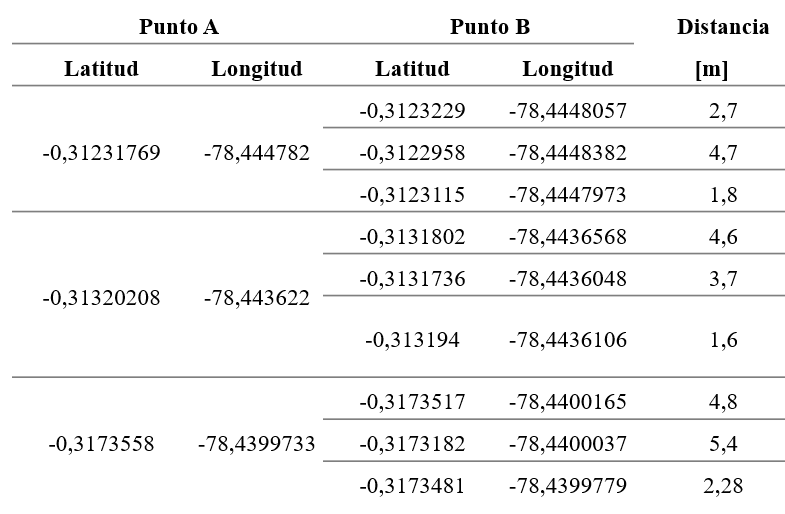 Punto A Punto B Distancia
Latitud Longitud Latitud Longitud [m]
-0,3123229 -78,4448057 2,7
-0,31231769 -78,444782 -0,3122958 -78,4448382 4,7
-0,3123115 -78,4447973 1,8
-0,3131802 -78,4436568 4,6
-0,3131736 -78,4436048 3,7
-0,31320208 -78,443622
-0,313194 -78,4436106 1,6
-0,3173517 -78,4400165 4,8
-0,3173558 -78,4399733 -0,3173182 -78,4400037 5,4
-0,3173481 -78,4399779 2,28